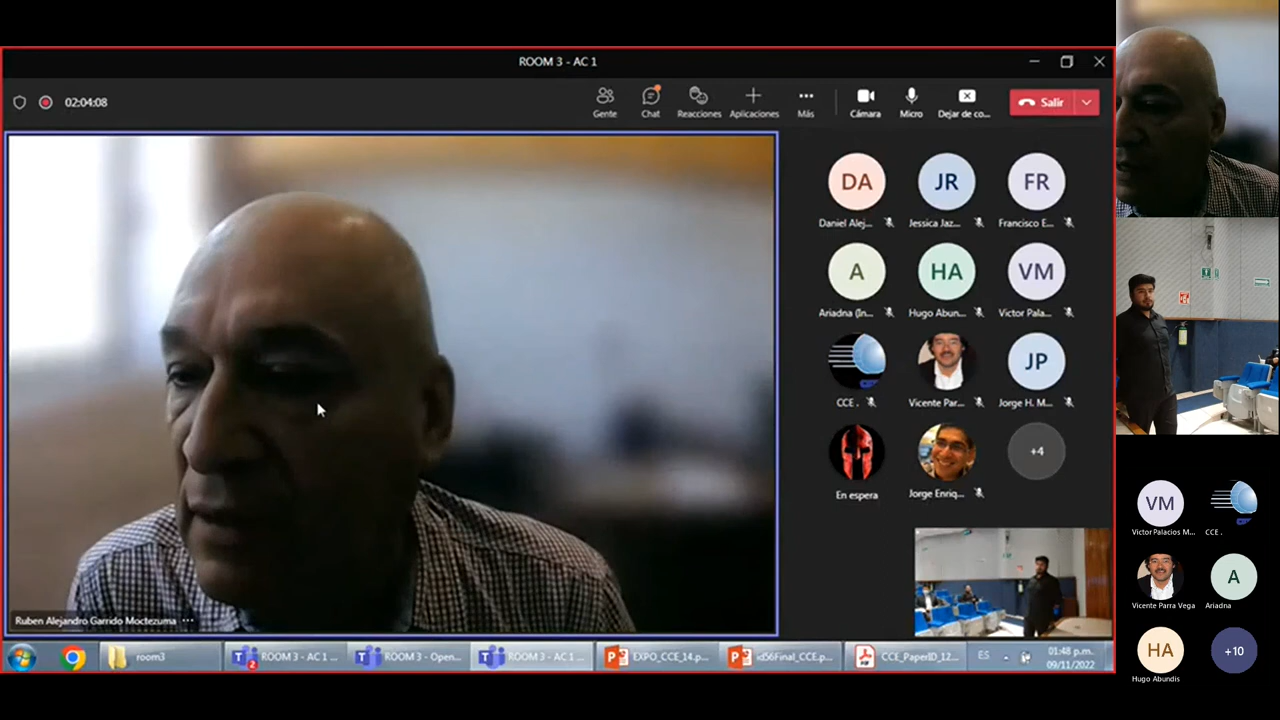 ROOM 3 - AC 1
02:04:08
Gente
Chat
Reacciones
Aplicaciones
Más
Cámara
Micro
Dejar de co...
Salir
DA
JR
FR
Daniel Alej...
Jessica Jaz...
Francisco E...
A
HA
VM
Ariadna (In...
Hugo Abun...
Victor Pala...
JP
CCE .
Vicente Par...
Jorge H. M...
+4
En espera
Jorge Enriq...
Ruben Alejandro Garrido Moctezuma ...
room3
2
ROOM 3 - AC 1 ...
ROOM 3 - Open...
ROOM 3 - AC 1 ...
EXPO_CCE_14.p...
id56Final_CCE.p...
CCE_PaperID_12...
ES
01:48 p.m.
09/11/2022
VM
Victor Palacios M...
CCE .
A
Vicente Parra Vega
Ariadna
HA
+10
Hugo Abundis